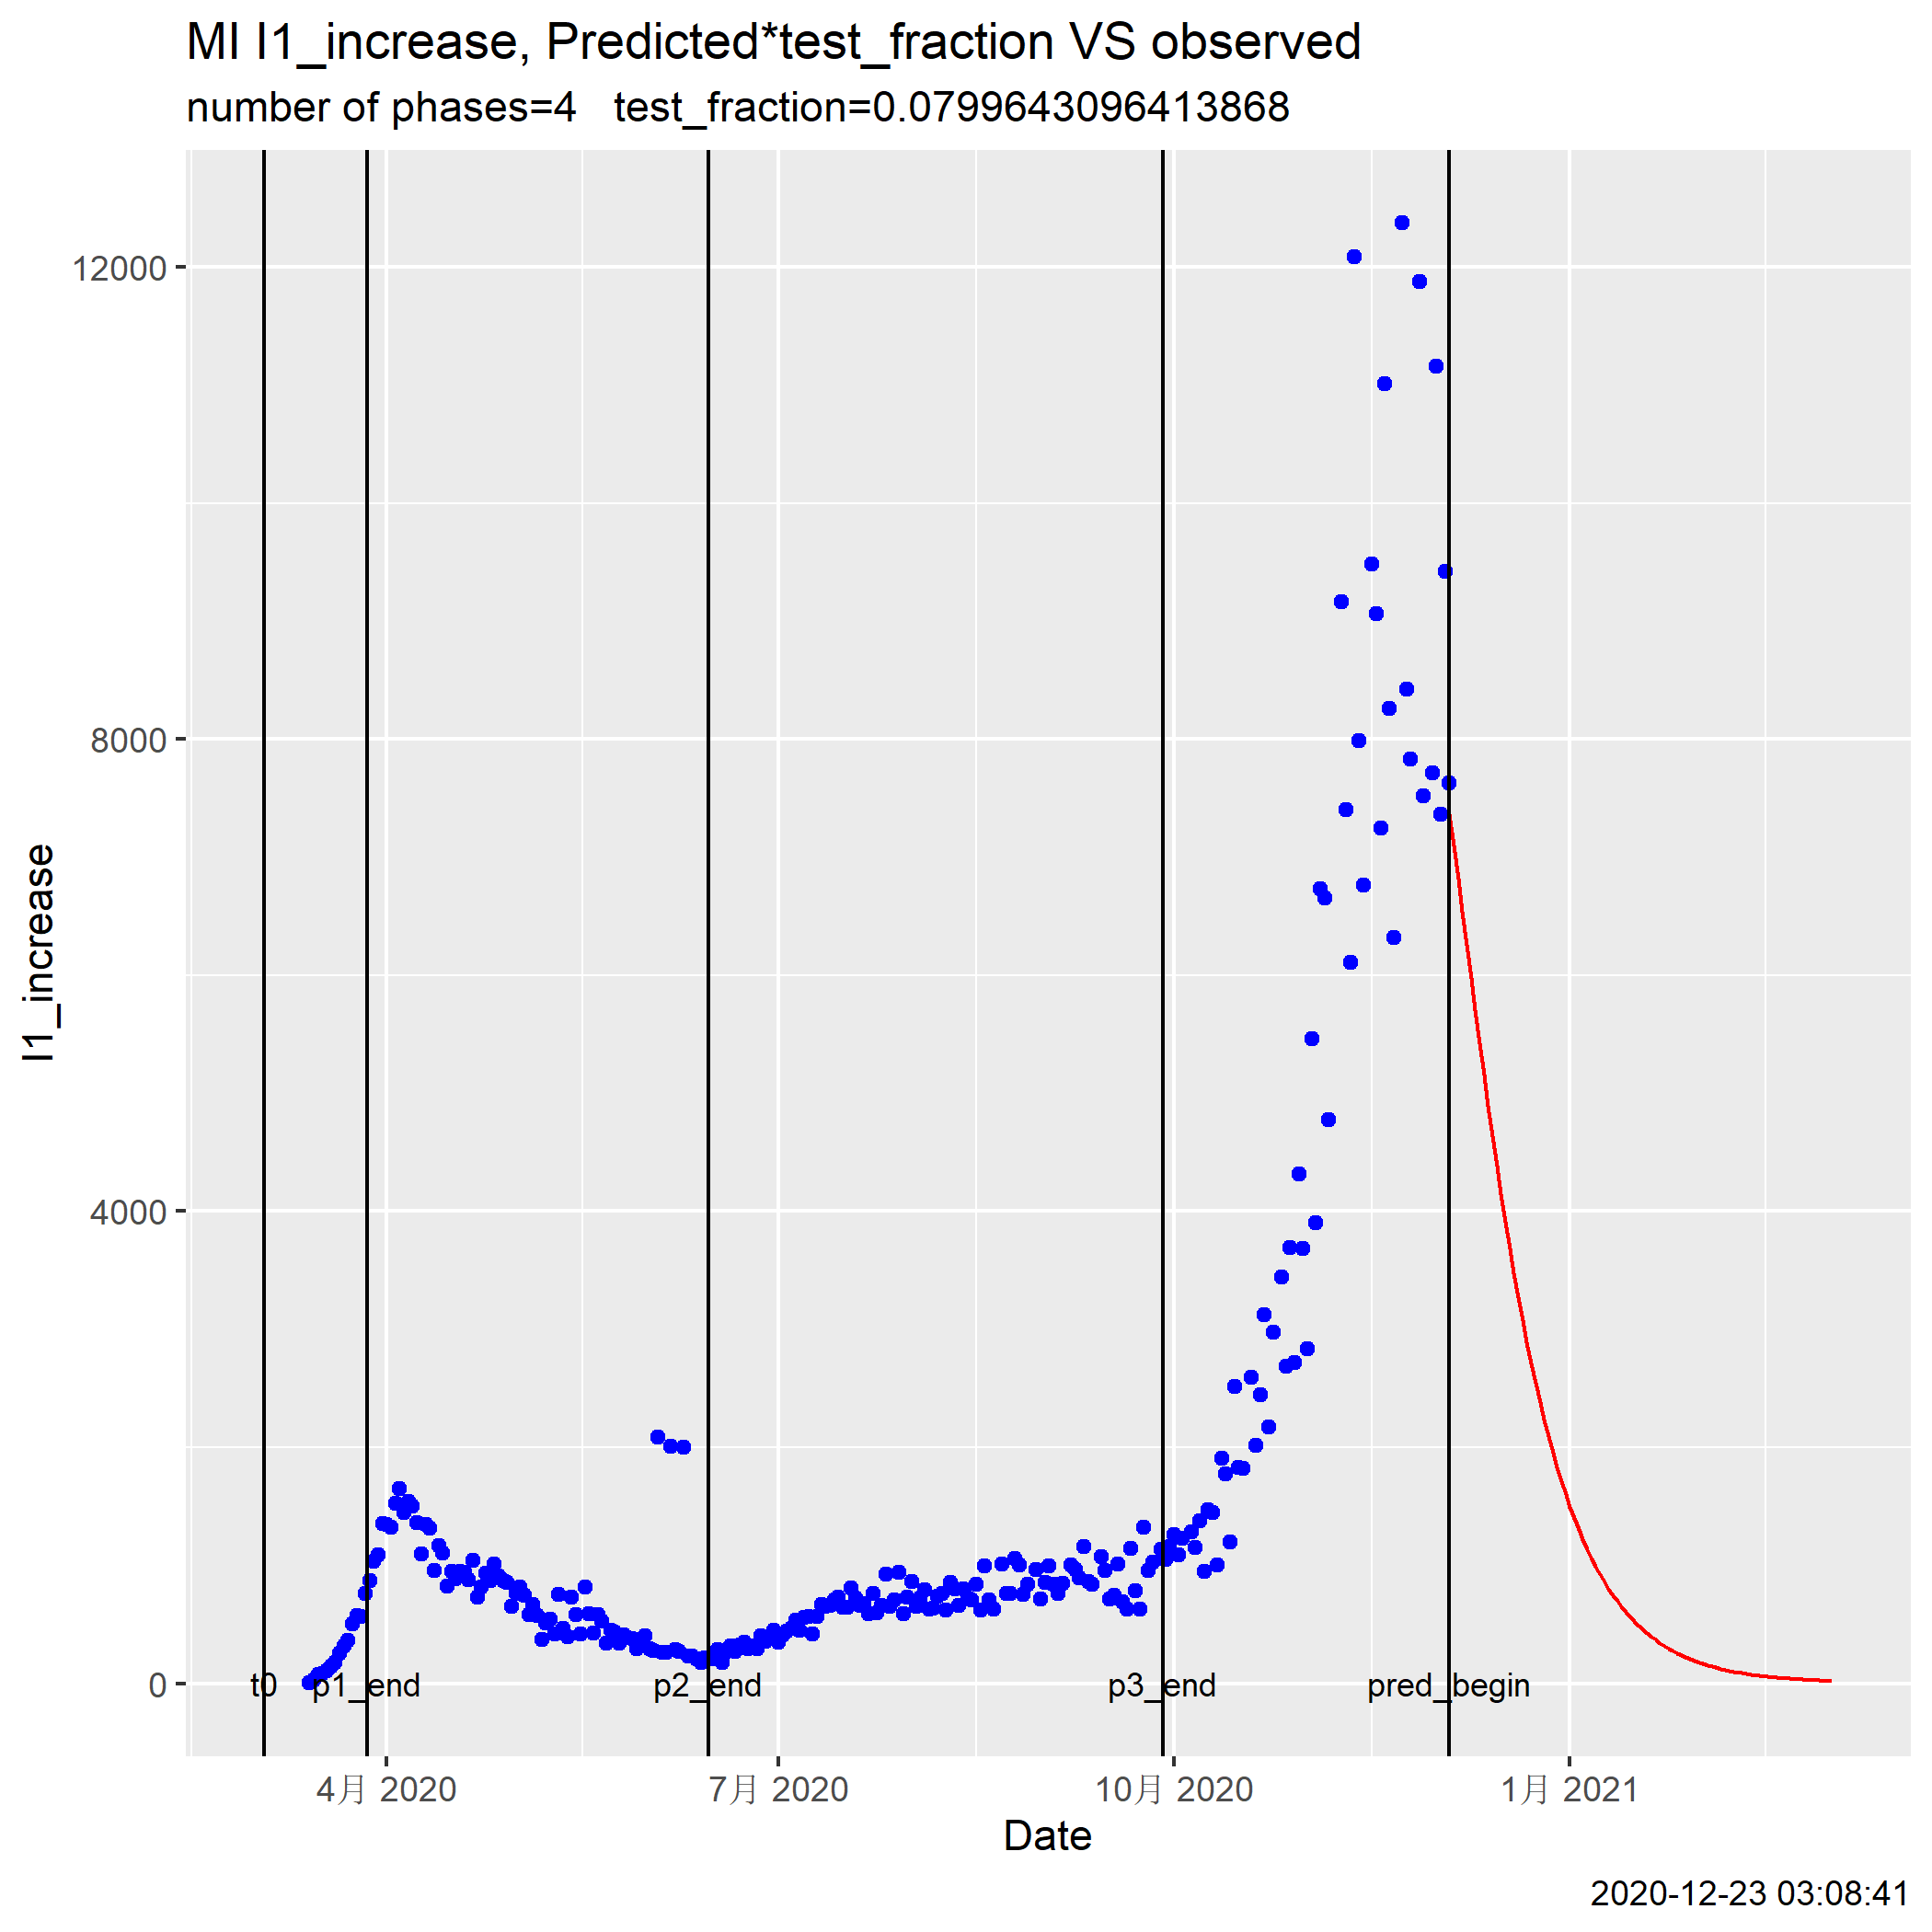 MI I1_increase, Predicted*test_fraction VS observed
number of phases=4 test_fraction=0.0799643096413868
12000
8000
4000
0
I1_increase
t0
p1_end
p2_end
p3_end
pred_begin
4月 2020
7月 2020
10月 2020
1月 2021
Date
2020-12-23 03:08:41